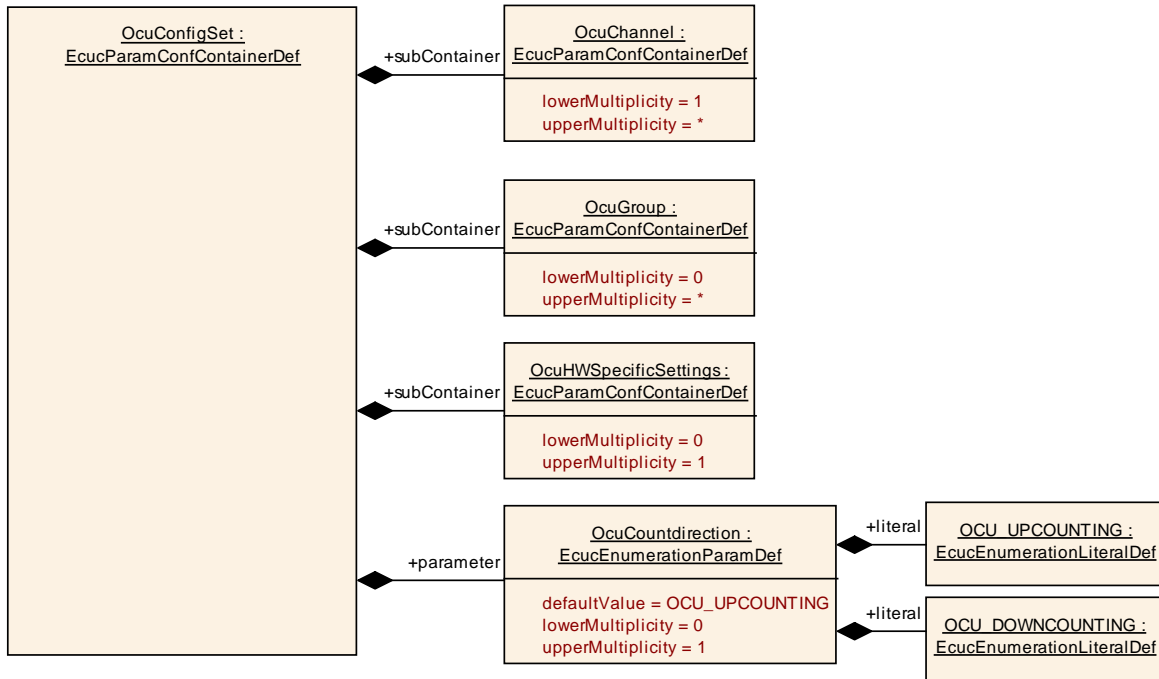 OcuConfigSet :
EcucParamConfContainerDef
+subContainer
OcuChannel :
EcucParamConfContainerDef
lowerMultiplicity = 1
upperMultiplicity = *
+subContainer
OcuGroup :
EcucParamConfContainerDef
lowerMultiplicity = 0
upperMultiplicity = *
+subContainer
OcuHWSpecificSettings :
EcucParamConfContainerDef
lowerMultiplicity = 0
upperMultiplicity = 1
+parameter
OcuCountdirection :
EcucEnumerationParamDef
defaultValue = OCU_UPCOUNTING
lowerMultiplicity = 0
upperMultiplicity = 1
+literal
OCU_UPCOUNTING :
EcucEnumerationLiteralDef
+literal
OCU_DOWNCOUNTING :
EcucEnumerationLiteralDef